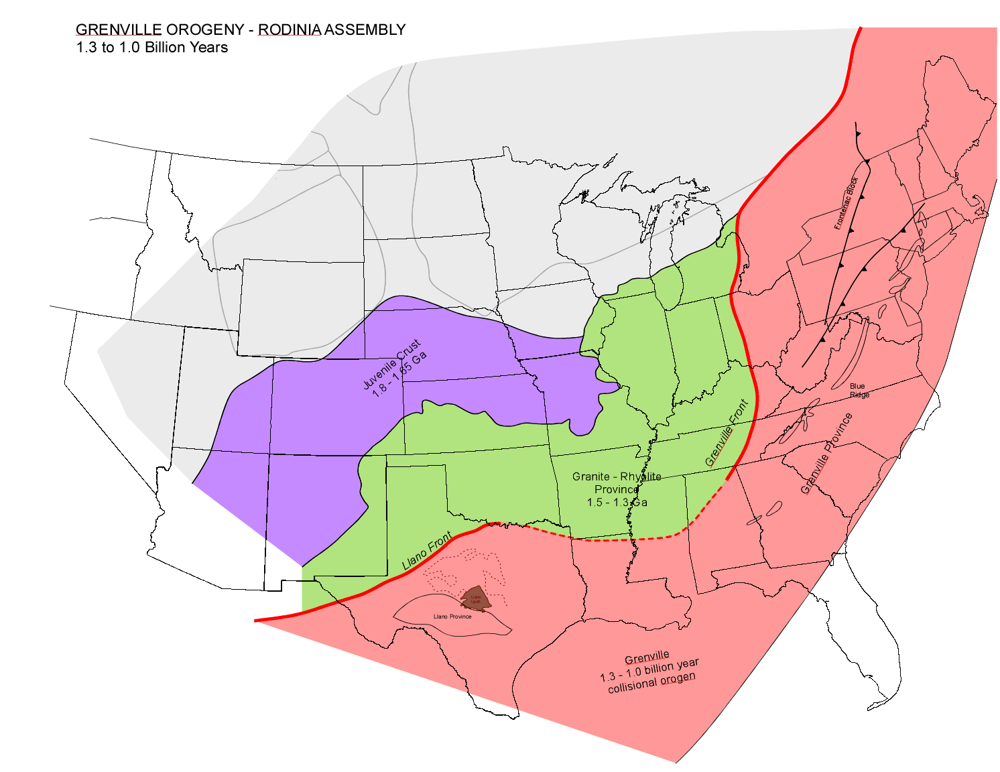 GRENVILLE OROGENY - RODINIA ASSEMBLY
1.3 to 1.0 Billion Years
Frontenac Block
Juvenile Crust
1.8 - 1.65 Ga
Blue
Ridge
Grenville Front
Grenville Province
Granite - Rhyolite
Province
1.5 - 1.3 Ga
Llano Front
Llano
Uplift
Llano Province
Grenville
1.3 - 1.0 billion year
collisional orogen